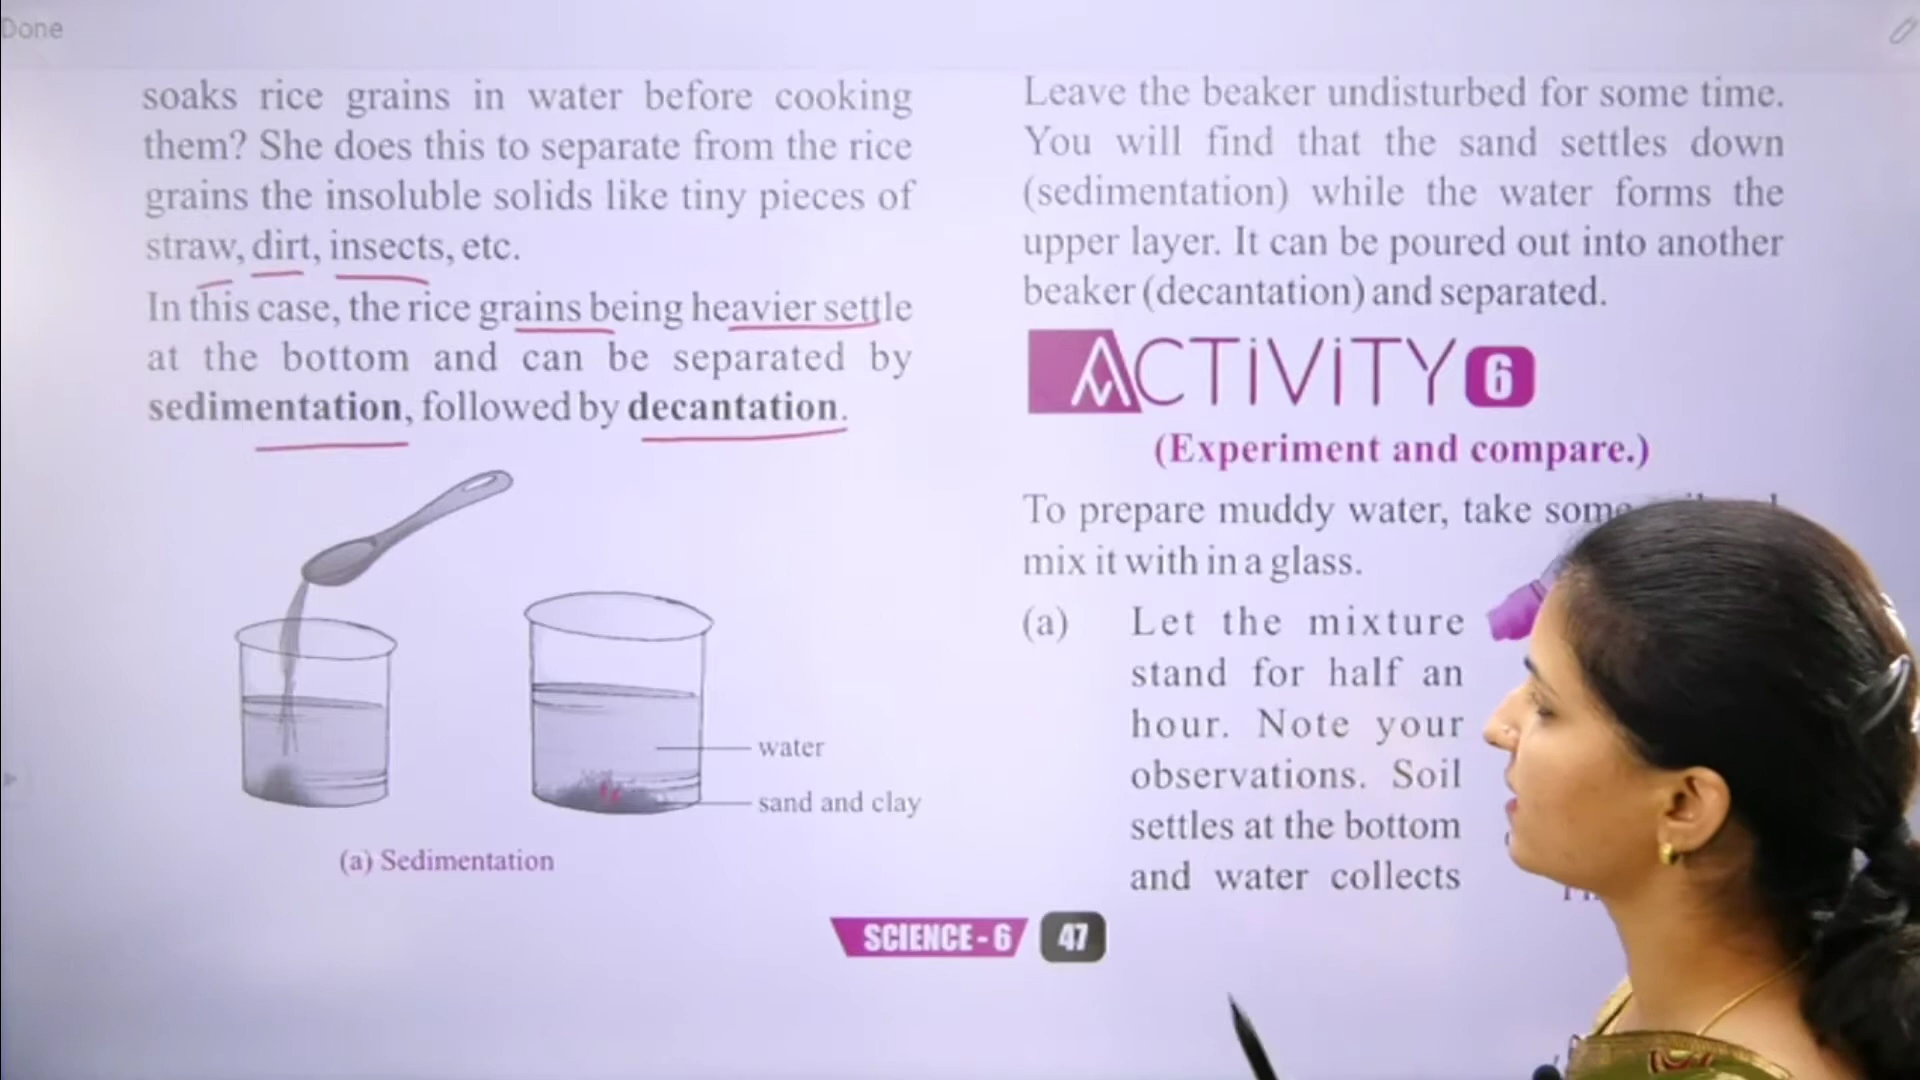 Done
soaks rice grains in water before cooking
them? She does this to separate from the rice
grains the insoluble solids like tiny pieces of
straw, dirt, insects, etc.
In this case, the rice grains being heavier settle
at the bottom and can be separated by
sedimentation, followed by decantation.
water
sand and clay
(a) Sedimentation
Leave the beaker undisturbed for some time.
You will find that the sand settles down
(sedimentation) while the water forms the
upper layer. It can be poured out into another
beaker (decantation) and separated.
ACTiViTY 6
(Experiment and compare.)
To prepare muddy water, take some
mix it with in a glass.
(a) Let the mixture
stand for half an
hour. Note your
observations. Soil
settles at the bottom
and water collects
SCIENCE - 6 47